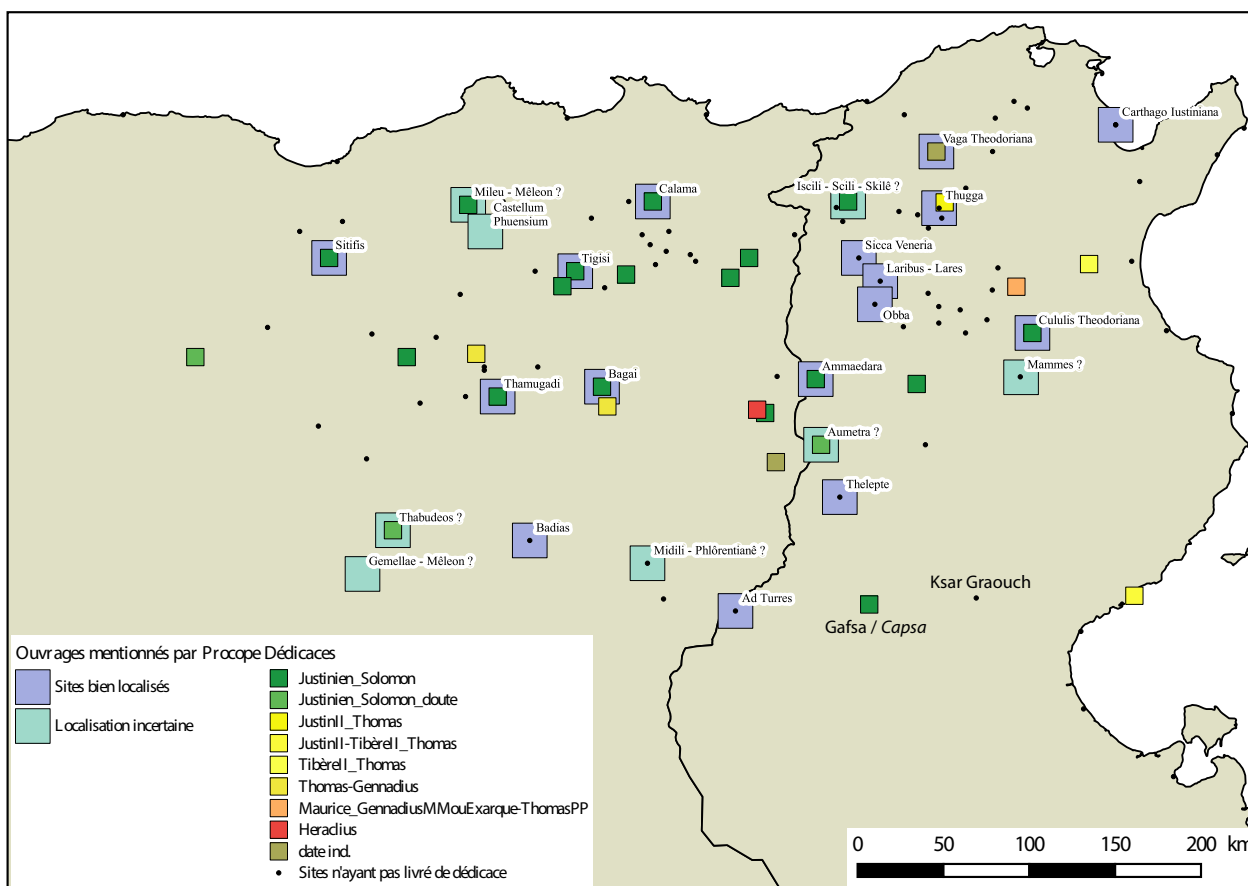 Carthago Iustiniana
Vaga Theodoriana
Mileu - Mêleon ?
Calama
Iscili - Scili - Skilê ?
Castellum
Phuensium
Thugga
Sitifis
Tigisi
Sicca Veneria
Laribus - Lares
Obba
Cululis Theodoriana
Ammaedara
Mammes ?
Thamugadi
Bagai
Aumetra ?
Thelepte
Thabudeos ?
Badias
Gemellae - Mêleon ?
Midili - Phlôrentianê ?
Ad Turres
Ksar Graouch
Gafsa / Capsa
Ouvrages mentionnés par Procope
Sites bien localisés
Localisation incertaine
Dédicaces
Justinien_Solomon
Justinien_Solomon_doute
JustinII_Thomas
JustinII-TibèreII_Thomas
TibèreII_Thomas
Thomas-Gennadius
Maurice_GennadiusMMouExarque-ThomasPP
Heraclius
date ind.
Sites n'ayant pas livré de dédicace
0 50 100 150 200 km